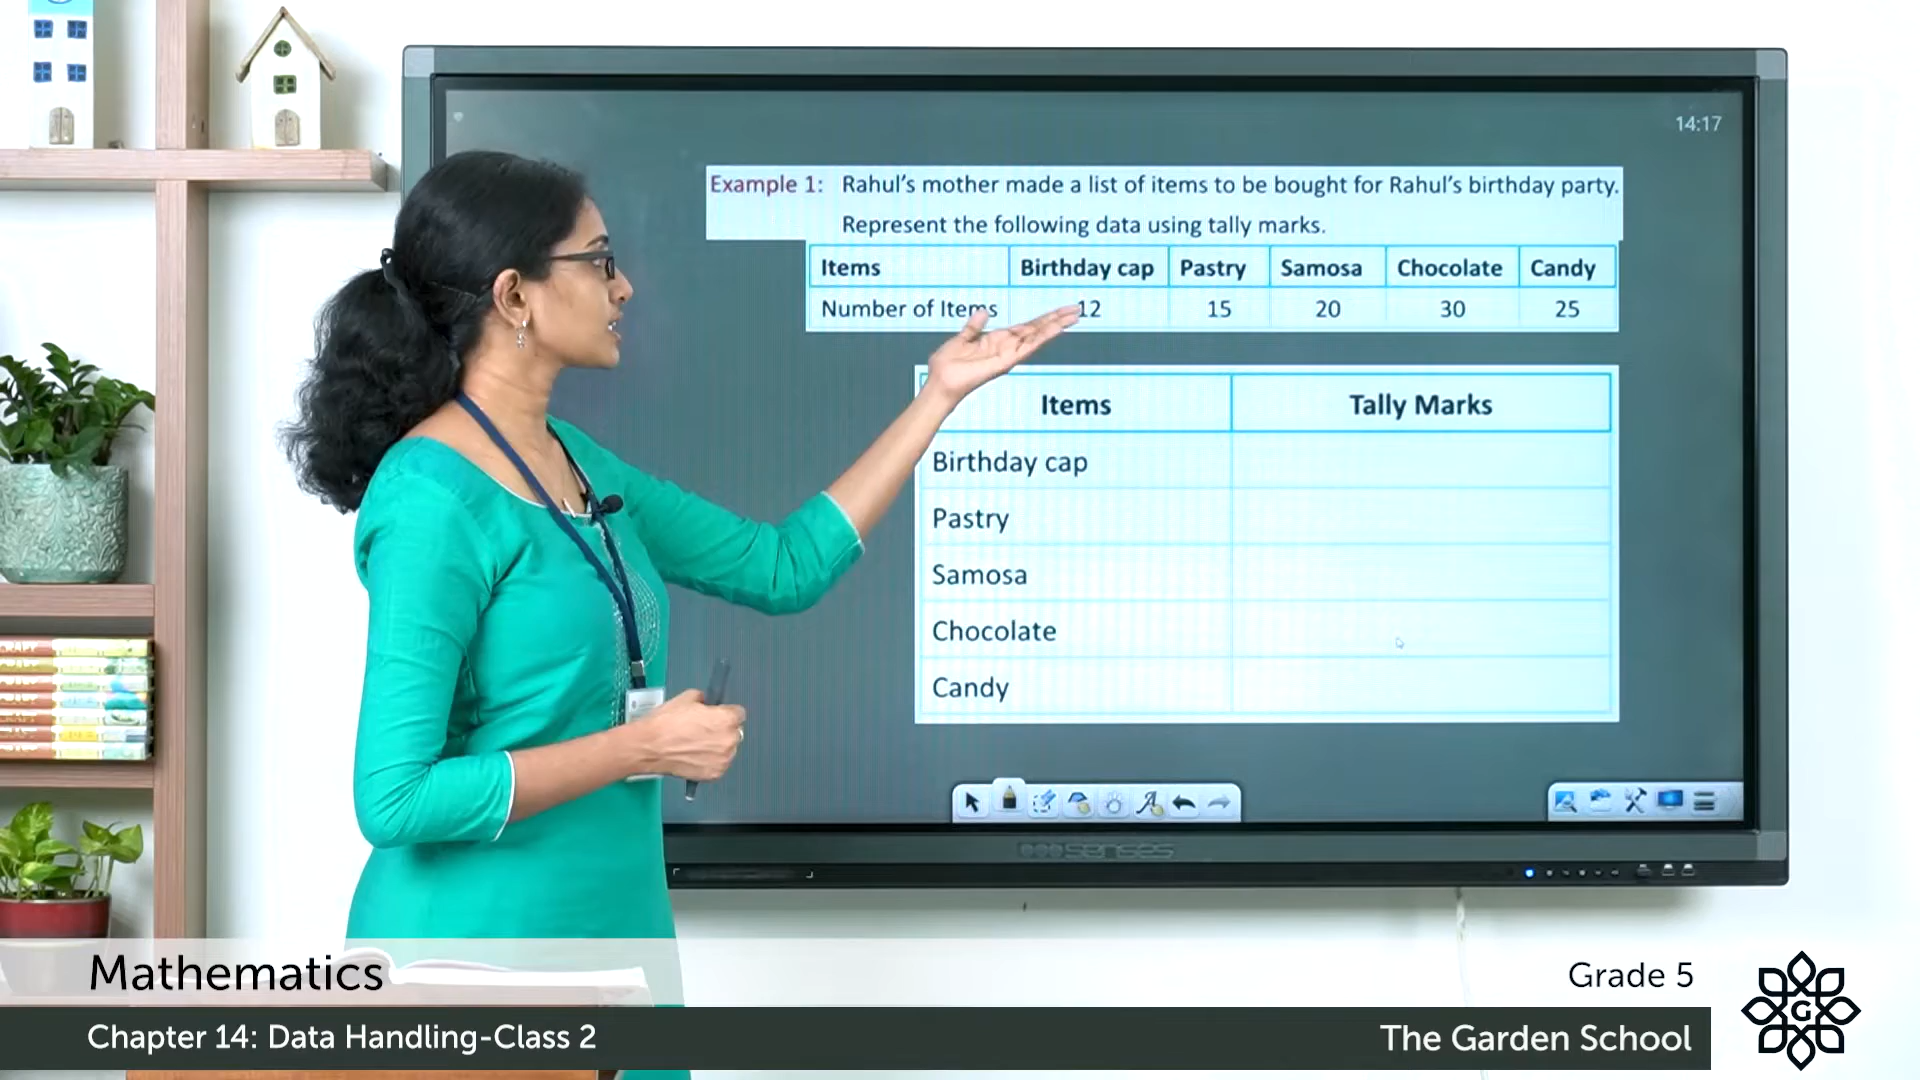 14:17
Example 1: Rahul's mother made a list of items to be bought for Rahul's birthday party.
Represent the following data using tally marks.
Items Birthday cap Pastry Samosa Chocolate Candy
Number of Items 12 15 20 30 25
Items Tally Marks
Birthday cap
Pastry
Samosa
Chocolate
Candy
senses
Mathematics
Grade 5
G
Chapter 14: Data Handling-Class 2
The Garden School